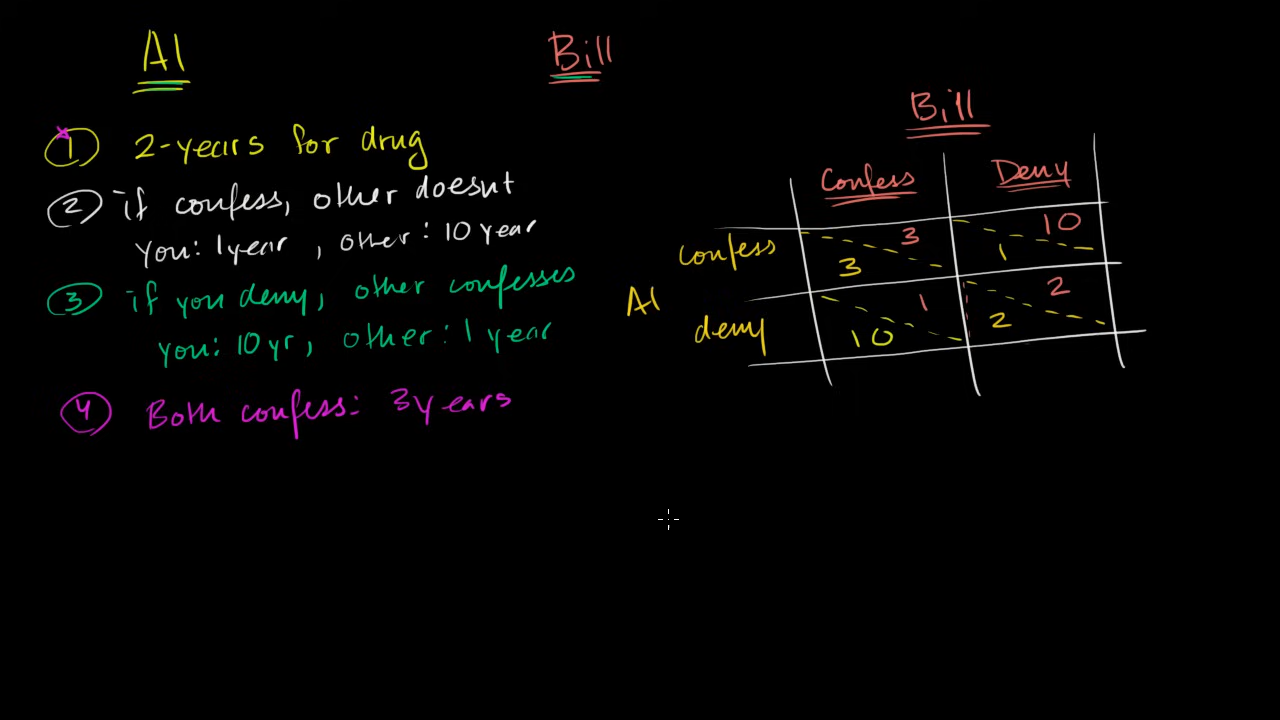 Al
Bill
1 2-years for drug
2 if confess, other doesnt
you: 1 year, other: 10 year
3 if you deny, other confesses
you: 10 yr, other: 1 year
4 Both confess: 3 years
Bill
Confess Deny
confess 3 3 10 1
Al
deny 1 10 2 2